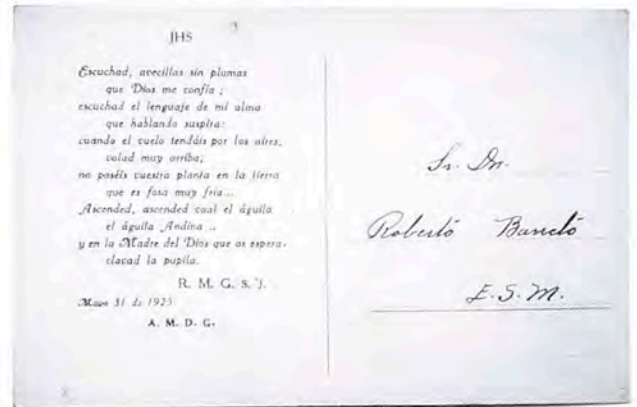 JHS
Escuchad, avecillas sin plumas
que Dios me confía ;
escuchad el lenguaje de mi alma
que hablando suspira:
cuando el vuelo tendáis por los aires,
volad muy arriba;
no poséis vuestra planta en la tierra
que es fosa muy fría...
Ascended, ascended cual el águila
el águila Andina ..
y en la Madre del Dios que os espera
clavad la pupila.
R. M. G. S. J.
Mayo 31 de 1925
A. M. D. G.
Sr. Dn.
Roberto Barreto
E. S. M.